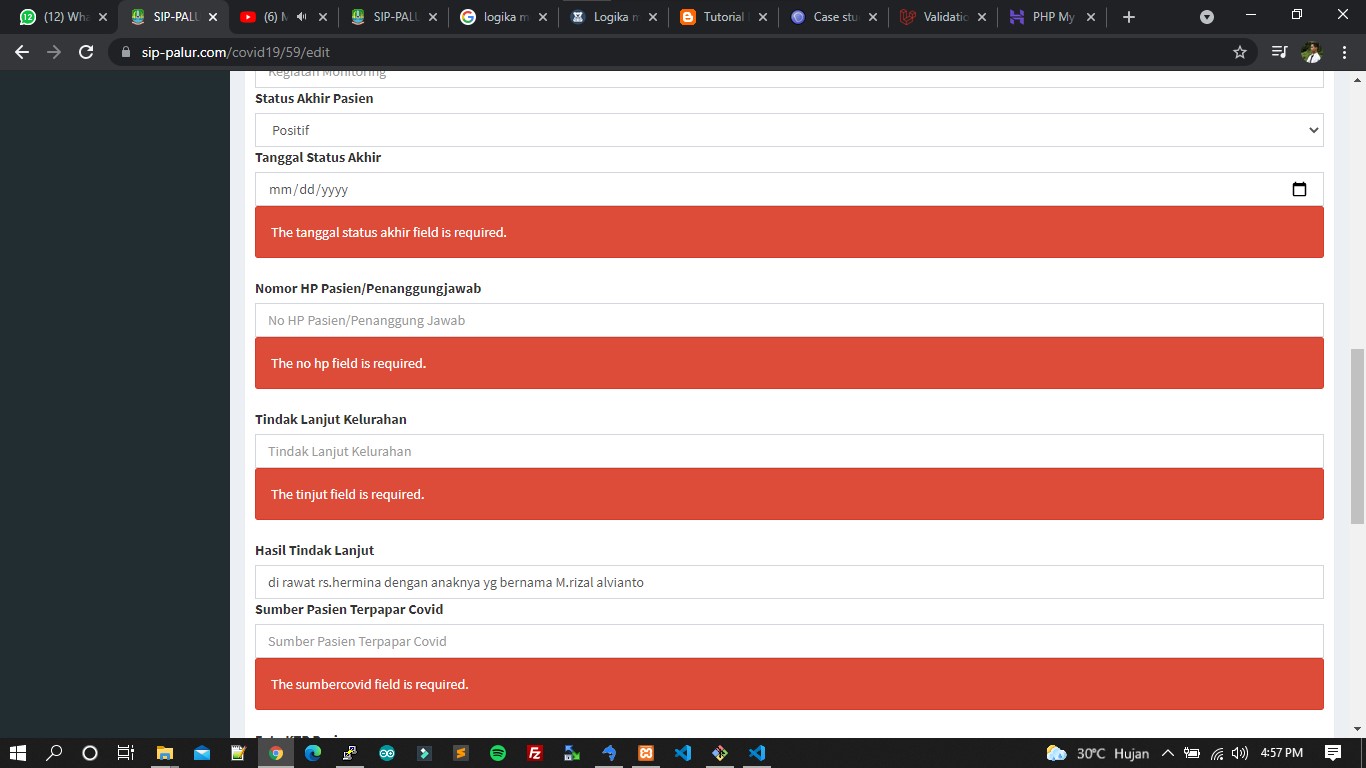 (12) Wha
SIP-PALU
(6) M
SIP-PALU
logika m
Logika m
Tutorial
Case stu
Validatio
PHP My
sip-palur.com/covid19/59/edit
Kegiatan Monitoring
Status Akhir Pasien
Positif
Tanggal Status Akhir
mm/dd/yyyy
The tanggal status akhir field is required.
Nomor HP Pasien/Penanggungjawab
No HP Pasien/Penanggung Jawab
The no hp field is required.
Tindak Lanjut Kelurahan
Tindak Lanjut Kelurahan
The tinjut field is required.
Hasil Tindak Lanjut
di rawat rs.hermina dengan anaknya yg bernama M.rizal alvianto
Sumber Pasien Terpapar Covid
Sumber Pasien Terpapar Covid
The sumbercovid field is required.
30°C Hujan
4:57 PM